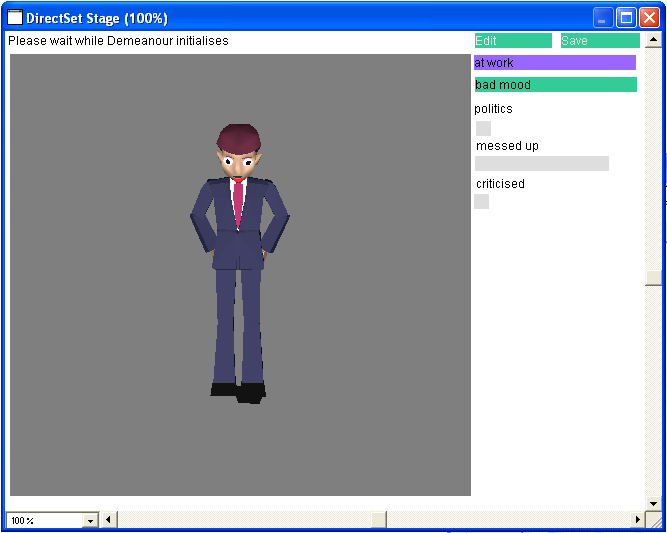 DirectSet Stage (100%)
Please wait while Demeanour initialises
Edit
Save
at work
bad mood
politics
messed up
criticised
100%